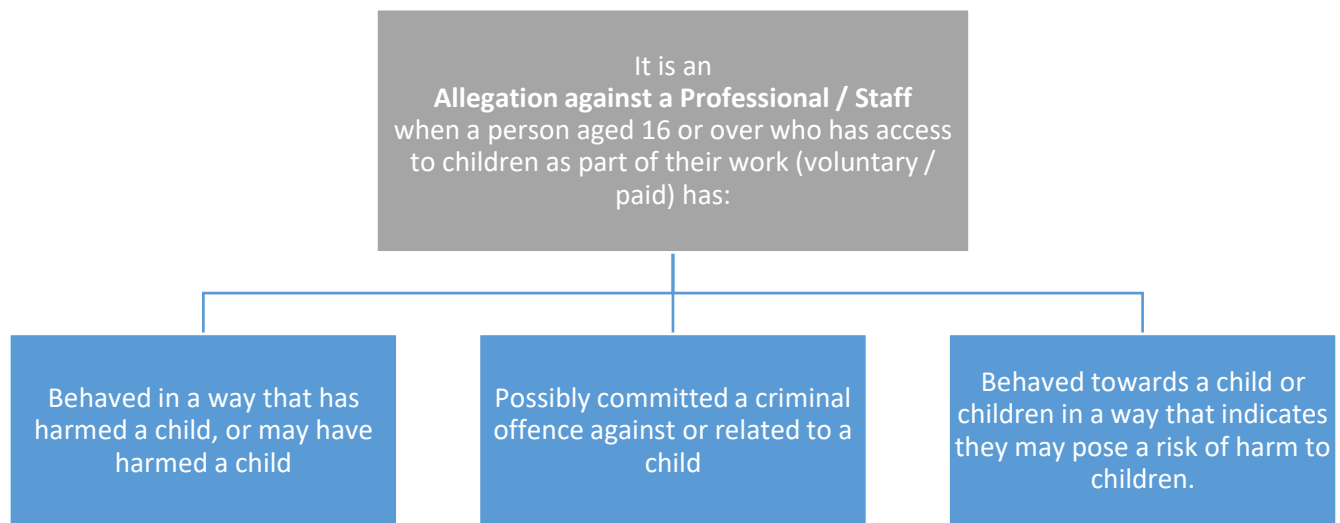 It is an
Allegation against a Professional / Staff
when a person aged 16 or over who has access
to children as part of their work (voluntary /
paid) has:
Behaved in a way that has
harmed a child, or may have
harmed a child
Possibly committed a criminal
offence against or related to a
child
Behaved towards a child or
children in a way that indicates
they may pose a risk of harm to
children.